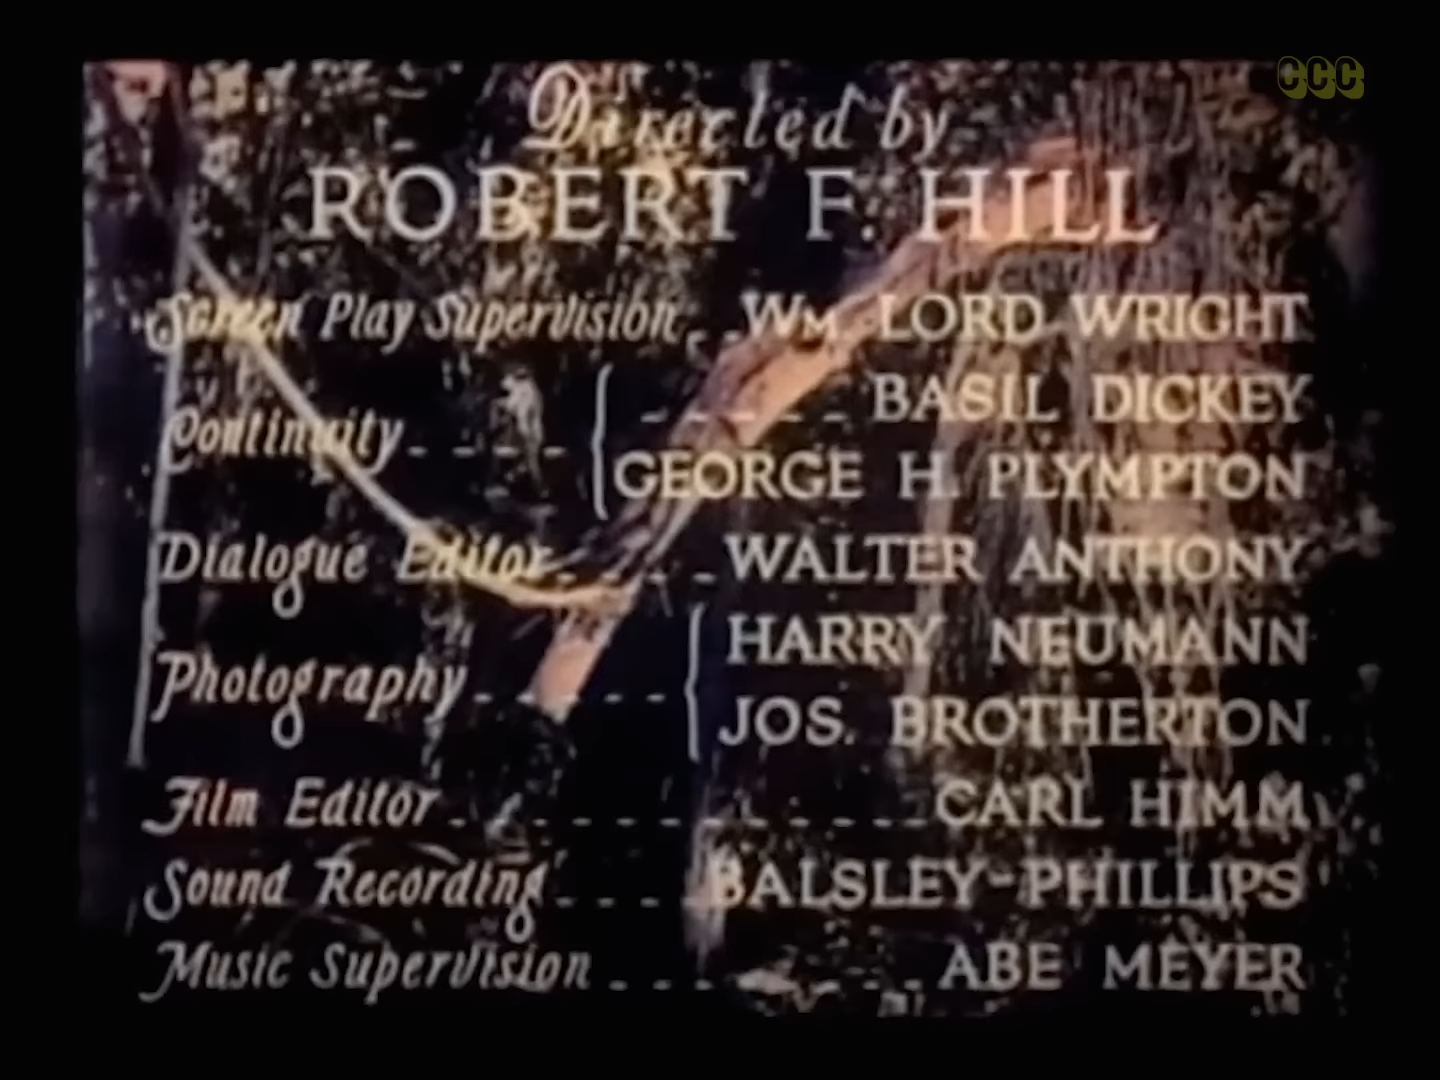 CCC
Directed by
ROBERT F. HILL
Screen Play Supervision _ _ WM. LORD WRIGHT
Continuity _ _ _ _ { _ _ _ _ _ BASIL DICKEY
GEORGE H. PLYMPTON
Dialogue Editor _ _ _ _ WALTER ANTHONY
Photography _ _ _ _ _ { HARRY NEUMANN
JOS. BROTHERTON
Film Editor _ _ _ _ _ _ _ _ _ _ _ _ CARL HIMM
Sound Recording _ _ _ _ BALSLEY-PHILLIPS
Music Supervision _ _ _ _ _ _ _ _ ABE MEYER